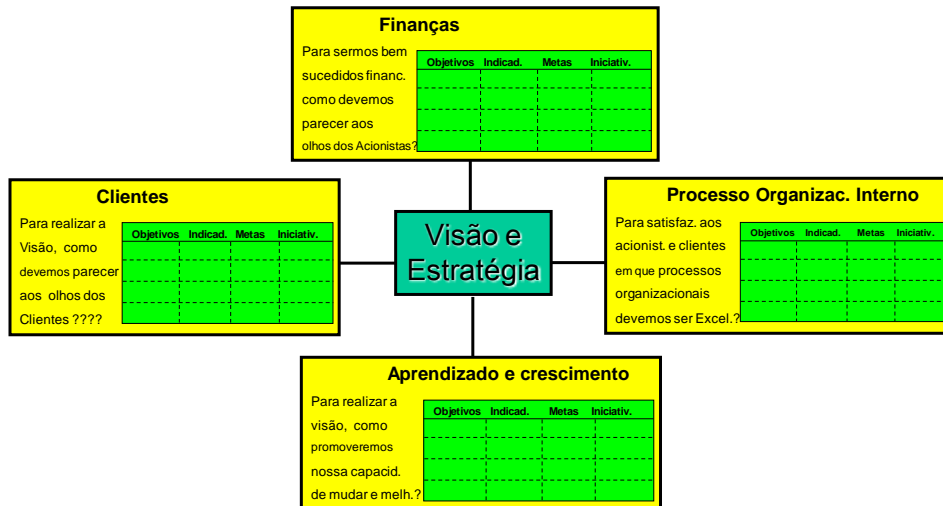 Finanças
Para sermos bem
sucedidos financ.
como devemos
parecer aos
olhos dos Acionistas?
Objetivos Indicad. Metas Iniciativ.
Clientes
Para realizar a
Visão, como
devemos parecer
aos olhos dos
Clientes ????
Objetivos Indicad. Metas Iniciativ.
Visão e
Estratégia
Processo Organizac. Interno
Para satisfaz. aos
acionist. e clientes
em que processos
organizacionais
devemos ser Excel.?
Objetivos Indicad. Metas Iniciativ.
Aprendizado e crescimento
Para realizar a
visão, como
promoveremos
nossa capacid.
de mudar e melh.?
Objetivos Indicad. Metas Iniciativ.